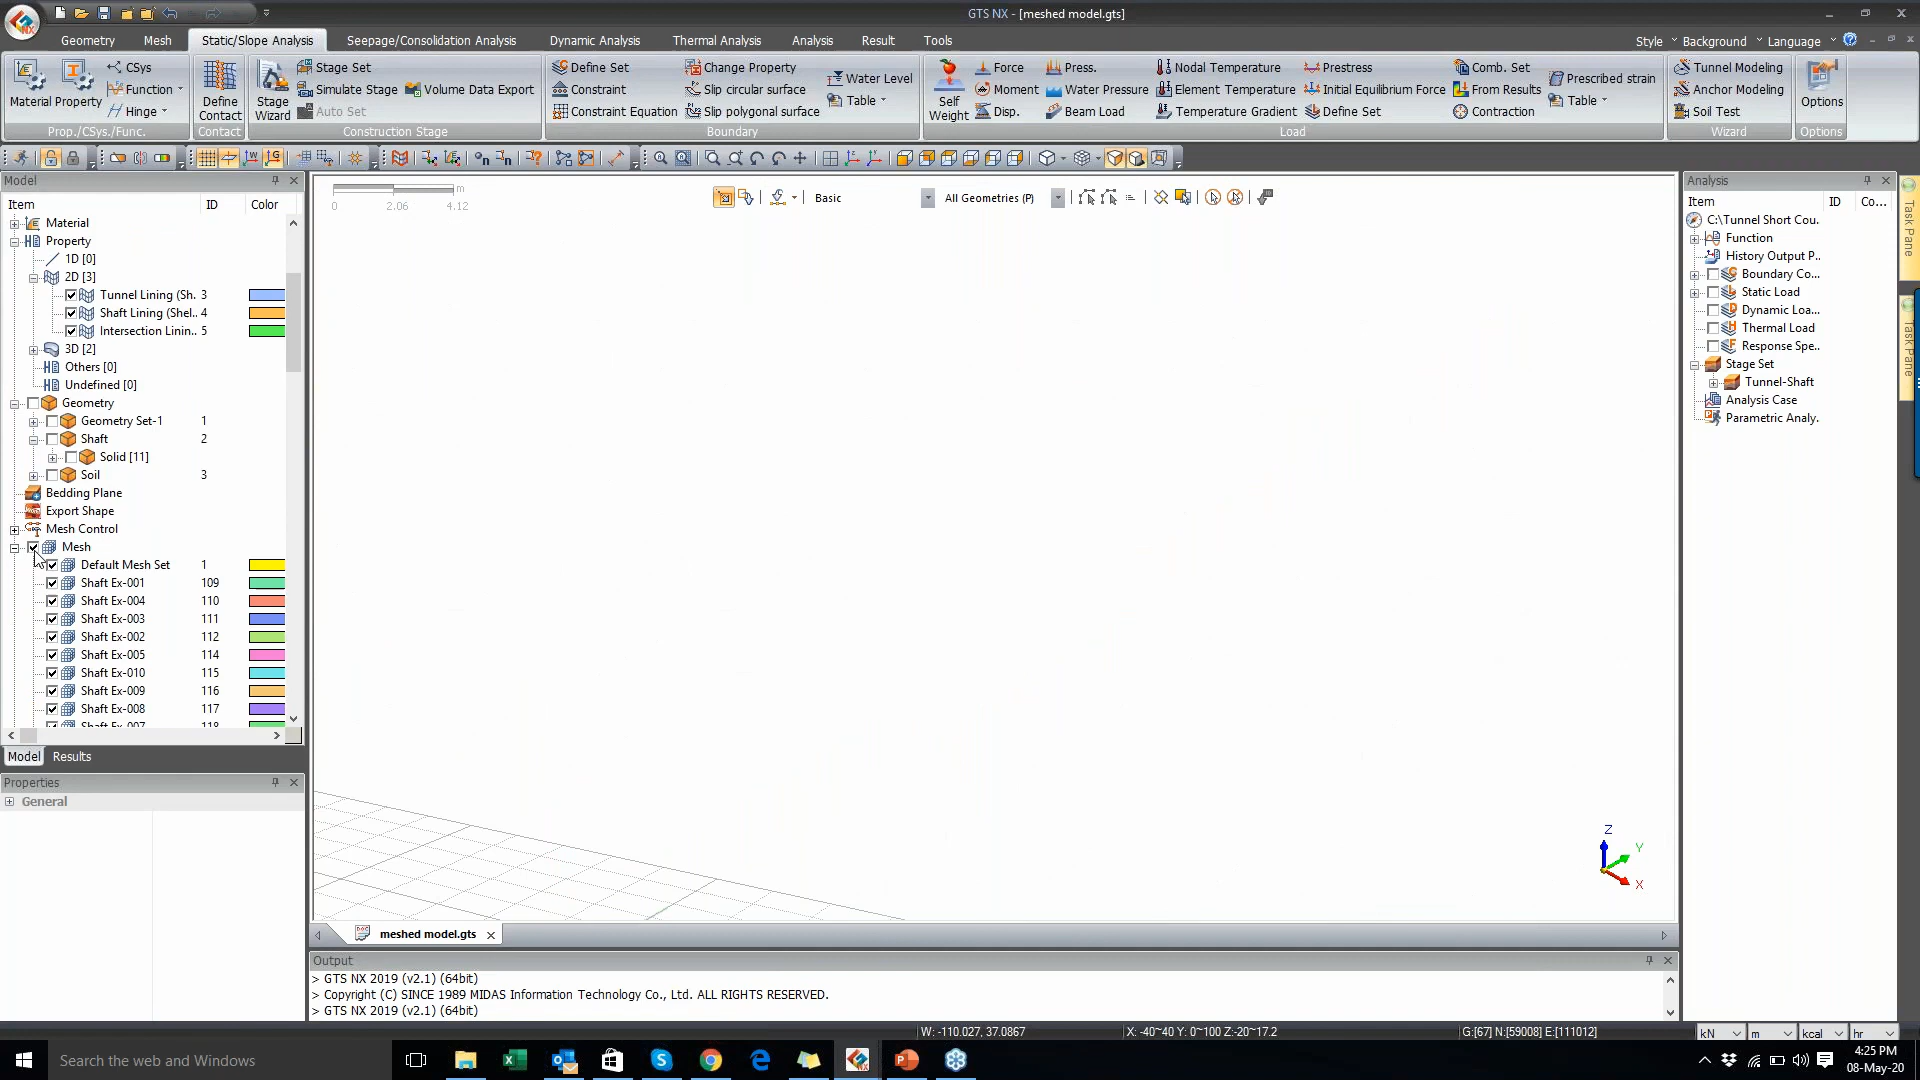 GTS NX - [meshed model.gts]
Geometry Mesh Static/Slope Analysis Seepage/Consolidation Analysis Dynamic Analysis Thermal Analysis Analysis Result Tools Style Background Language
CSys Stage Set Define Set Change Property Force Press. Nodal Temperature Prestress Comb. Set Tunnel Modeling
Function Simulate Stage Volume Data Export Constraint Slip circular surface Water Level Moment Water Pressure Element Temperature Initial Equilibrium Force From Results Prescribed strain Anchor Modeling
Material Property Hinge Define Contact Stage Wizard Auto Set Constraint Equation Slip polygonal surface Table Self Weight Disp. Beam Load Temperature Gradient Define Set Contraction Table Soil Test Options
Prop./CSys./Func. Contact Construction Stage Boundary Load Wizard Options
Model
Item ID Color
Material
Property
1D [0]
2D [3]
Tunnel Lining (Sh. 3
Shaft Lining (Shel.. 4
Intersection Linin.. 5
3D [2]
Others [0]
Undefined [0]
Geometry
Geometry Set-1 1
Shaft 2
Solid [11]
Soil 3
Bedding Plane
Export Shape
Mesh Control
Mesh
Default Mesh Set 1
Shaft Ex-001 109
Shaft Ex-004 110
Shaft Ex-003 111
Shaft Ex-002 112
Shaft Ex-005 114
Shaft Ex-010 115
Shaft Ex-009 116
Shaft Ex-008 117
Shaft Ex-007 118
Model Results
Properties
General
m
0 2.06 4.12
Basic All Geometries (P)
Z
Y
X
meshed model.gts
Output
> GTS NX 2019 (v2.1) (64bit)
> Copyright (C) SINCE 1989 MIDAS Information Technology Co., Ltd. ALL RIGHTS RESERVED.
> GTS NX 2019 (v2.1) (64bit)
Analysis
Item ID Co...
C:\Tunnel Short Cou.
Function
History Output P..
Boundary Co...
Static Load
Dynamic Loa...
Thermal Load
Response Spe..
Stage Set
Tunnel-Shaft
Analysis Case
Parametric Analy.
Task Pane
Task Pane
W: -110.027, 37.0867 X: -40~40 Y: 0~100 Z:-20~17.2 G:[67] N:[59008] E:[111012] kN m kcal hr
Search the web and Windows
4:25 PM
08-May-20